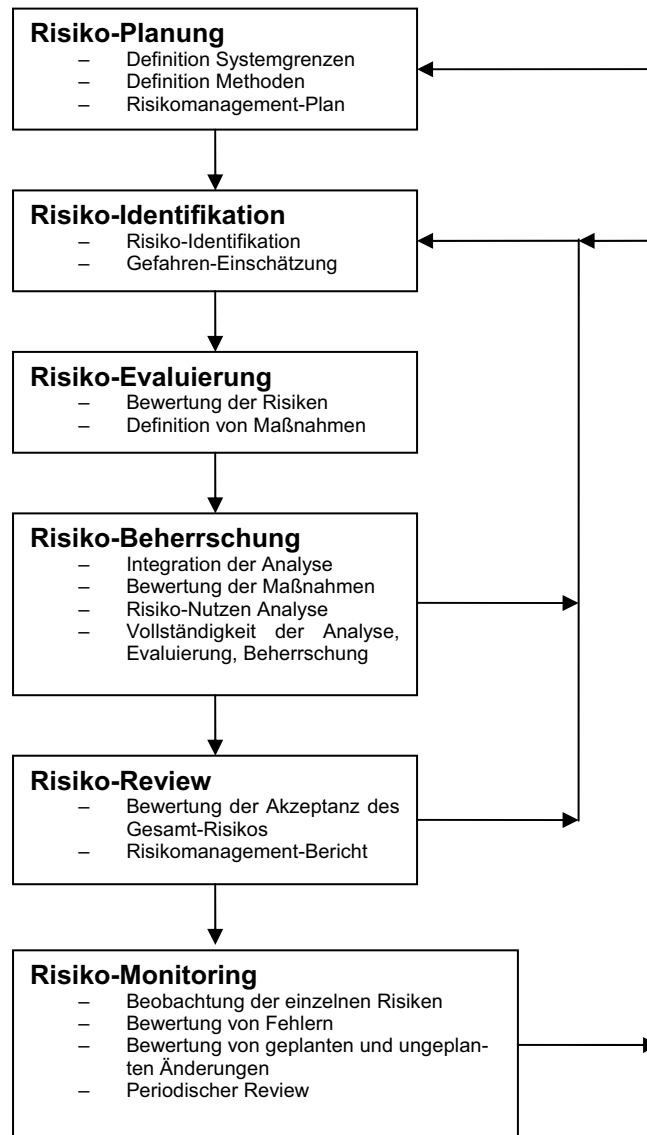 Risiko-Planung
– Definition Systemgrenzen
– Definition Methoden
– Risikomanagement-Plan
Risiko-Identifikation
– Risiko-Identifikation
– Gefahren-Einschätzung
Risiko-Evaluierung
– Bewertung der Risiken
– Definition von Maßnahmen
Risiko-Beherrschung
– Integration der Analyse
– Bewertung der Maßnahmen
– Risiko-Nutzen Analyse
– Vollständigkeit der Analyse,
Evaluierung, Beherrschung
Risiko-Review
– Bewertung der Akzeptanz des
Gesamt-Risikos
– Risikomanagement-Bericht
Risiko-Monitoring
– Beobachtung der einzelnen Risiken
– Bewertung von Fehlern
– Bewertung von geplanten und ungeplan-
ten Änderungen
– Periodischer Review